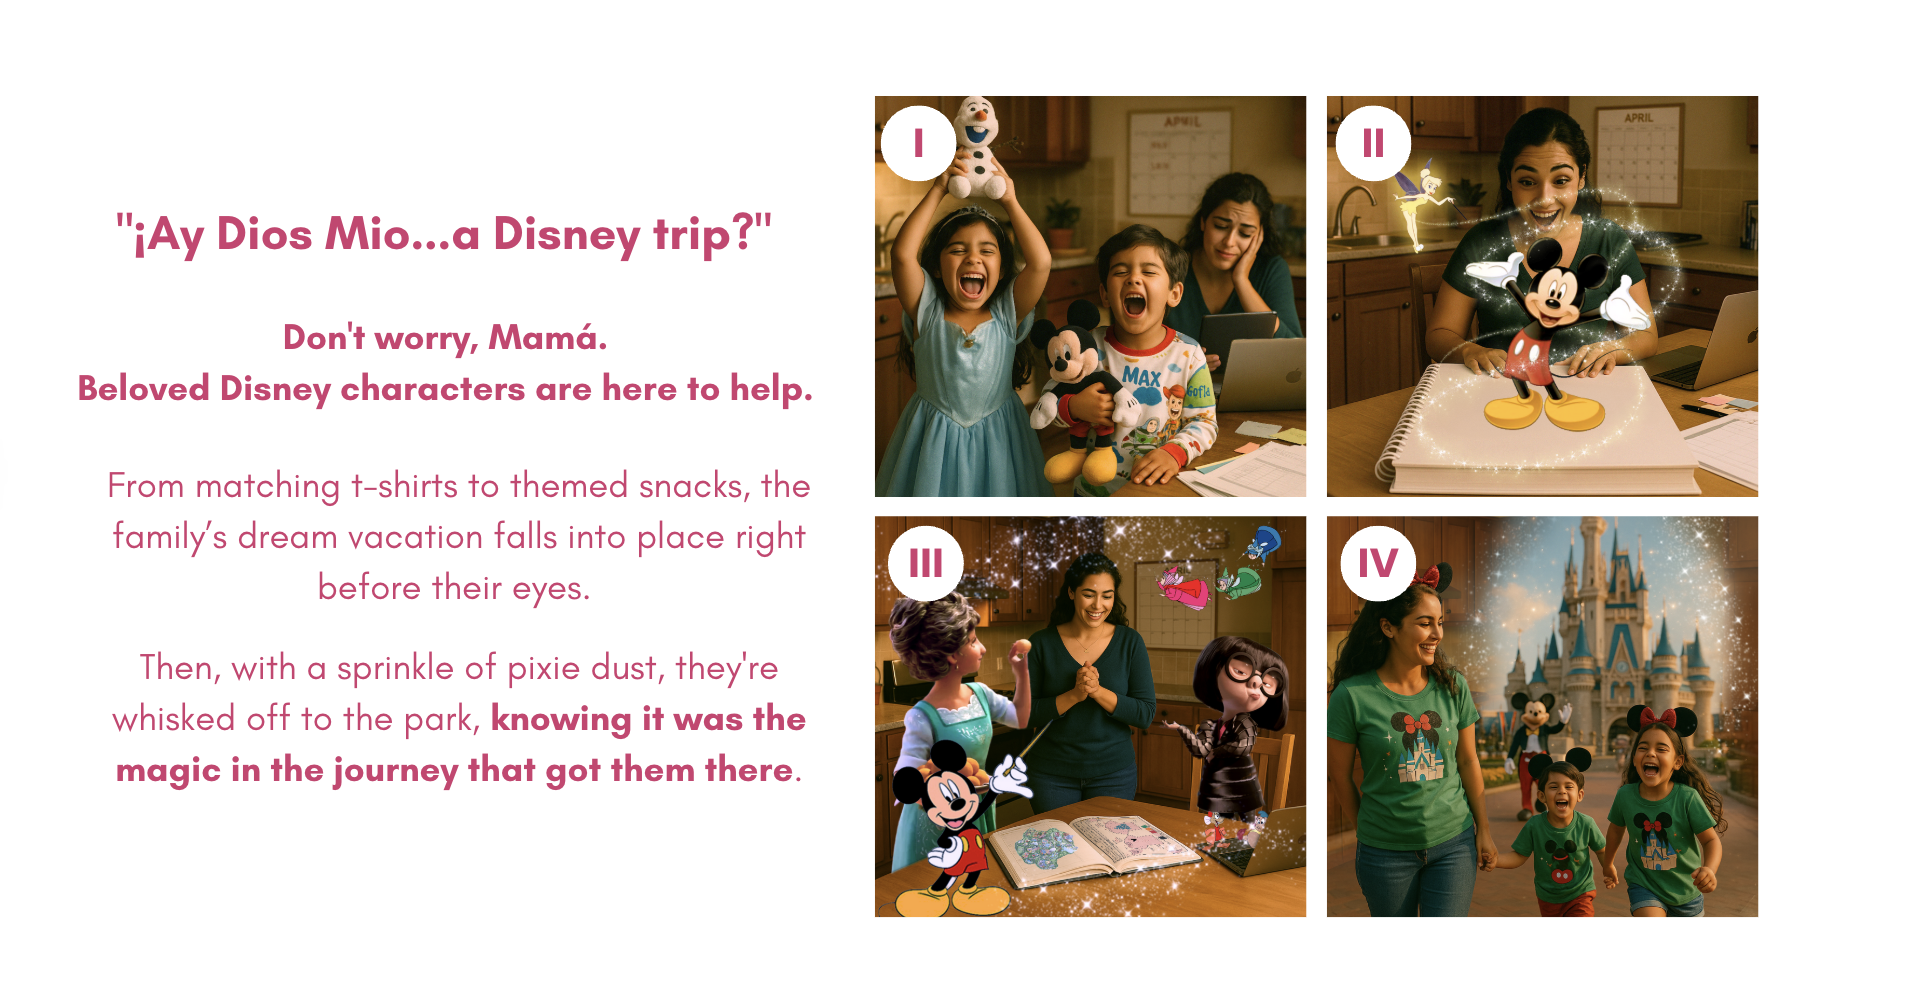 "¡Ay Dios Mio...a Disney trip?"
Don't worry, Mamá.
Beloved Disney characters are here to help.
From matching t-shirts to themed snacks, the
family’s dream vacation falls into place right
before their eyes.
Then, with a sprinkle of pixie dust, they're
whisked off to the park, knowing it was the
magic in the journey that got them there.
I
APRIL
MAX
II
APRIL
III
IV